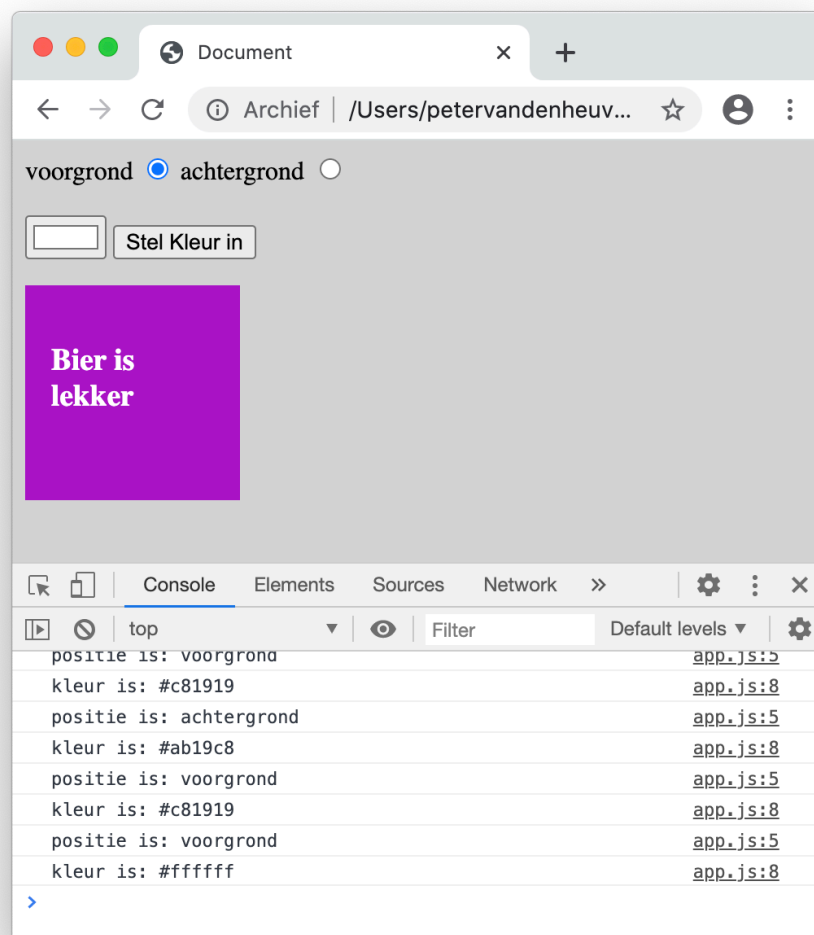 Document
Archief /Users/petervandenheuv...
voorgrond achtergrond
Stel Kleur in
Bier is
lekker
Console Elements Sources Network
top Filter Default levels
positie is: voorgrond app.js:5
kleur is: #c81919 app.js:8
positie is: achtergrond app.js:5
kleur is: #ab19c8 app.js:8
positie is: voorgrond app.js:5
kleur is: #c81919 app.js:8
positie is: voorgrond app.js:5
kleur is: #ffffff app.js:8